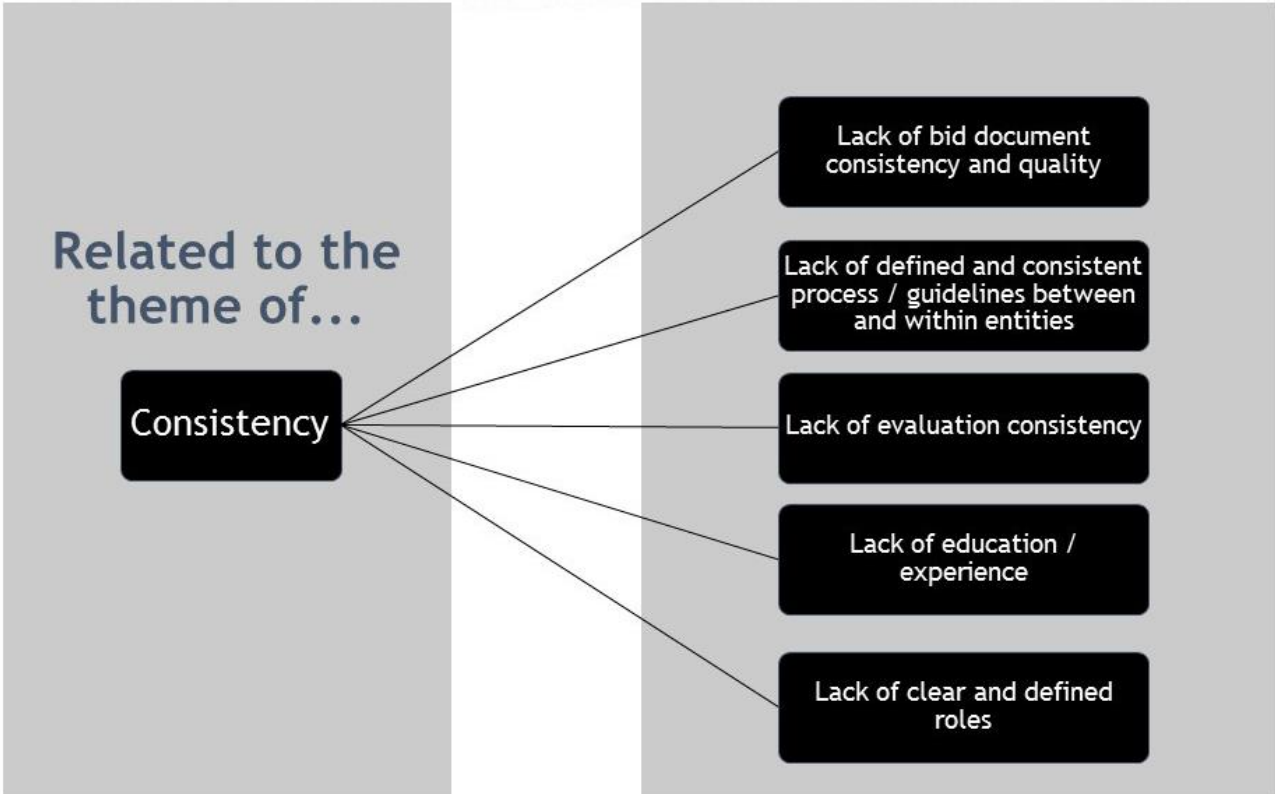 Related to the
theme of...
Consistency
Lack of bid document
consistency and quality
Lack of defined and consistent
process / guidelines between
and within entities
Lack of evaluation consistency
Lack of education /
experience
Lack of clear and defined
roles